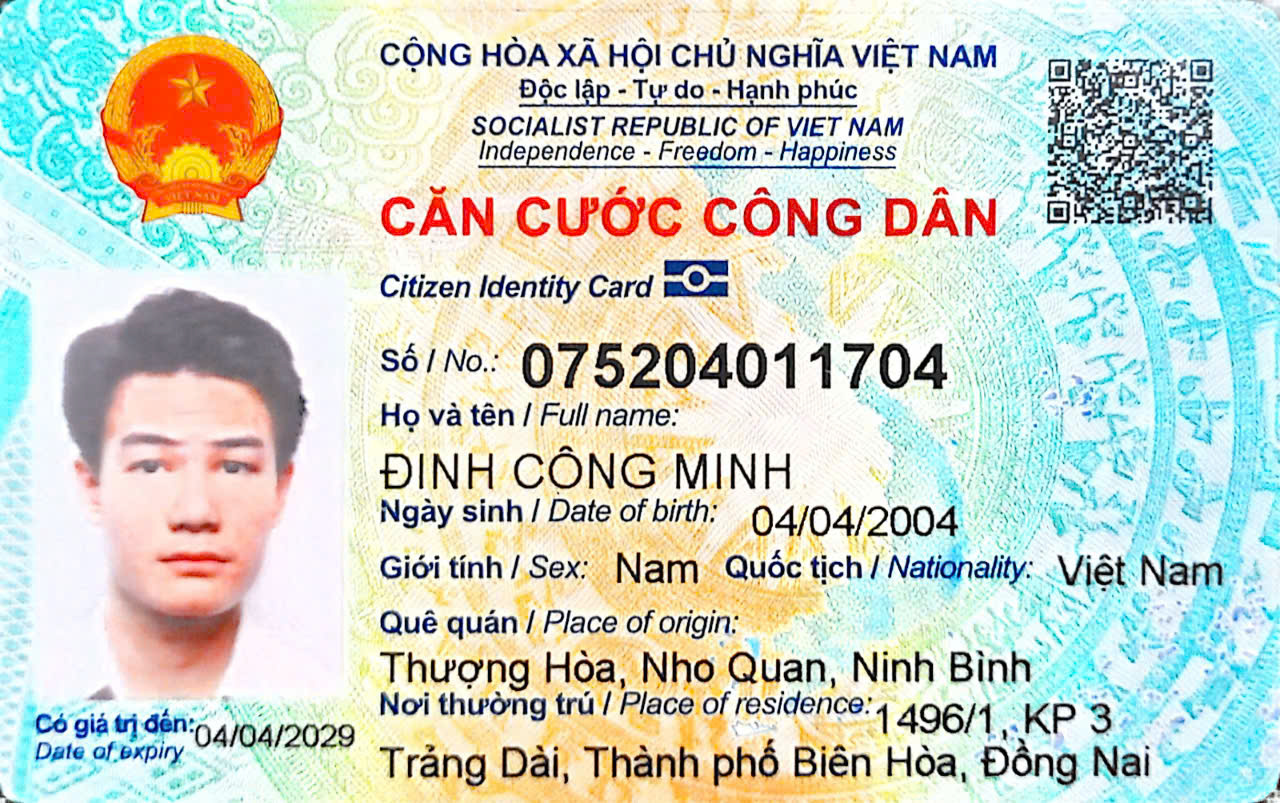 CỘNG HÒA XÃ HỘI CHỦ NGHĨA VIỆT NAM
Độc lập - Tự do - Hạnh phúc
SOCIALIST REPUBLIC OF VIET NAM
Independence - Freedom - Happiness
CĂN CƯỚC CÔNG DÂN
Citizen Identity Card
Số / No.: 075204011704
Họ và tên / Full name:
ĐINH CÔNG MINH
Ngày sinh / Date of birth: 04/04/2004
Giới tính / Sex: Nam Quốc tịch / Nationality: Việt Nam
Quê quán / Place of origin:
Thượng Hòa, Nho Quan, Ninh Bình
Nơi thường trú / Place of residence: 1496/1, KP 3
Trảng Dài, Thành phố Biên Hòa, Đồng Nai
Có giá trị đến: 04/04/2029
Date of expiry
VIỆT NAM